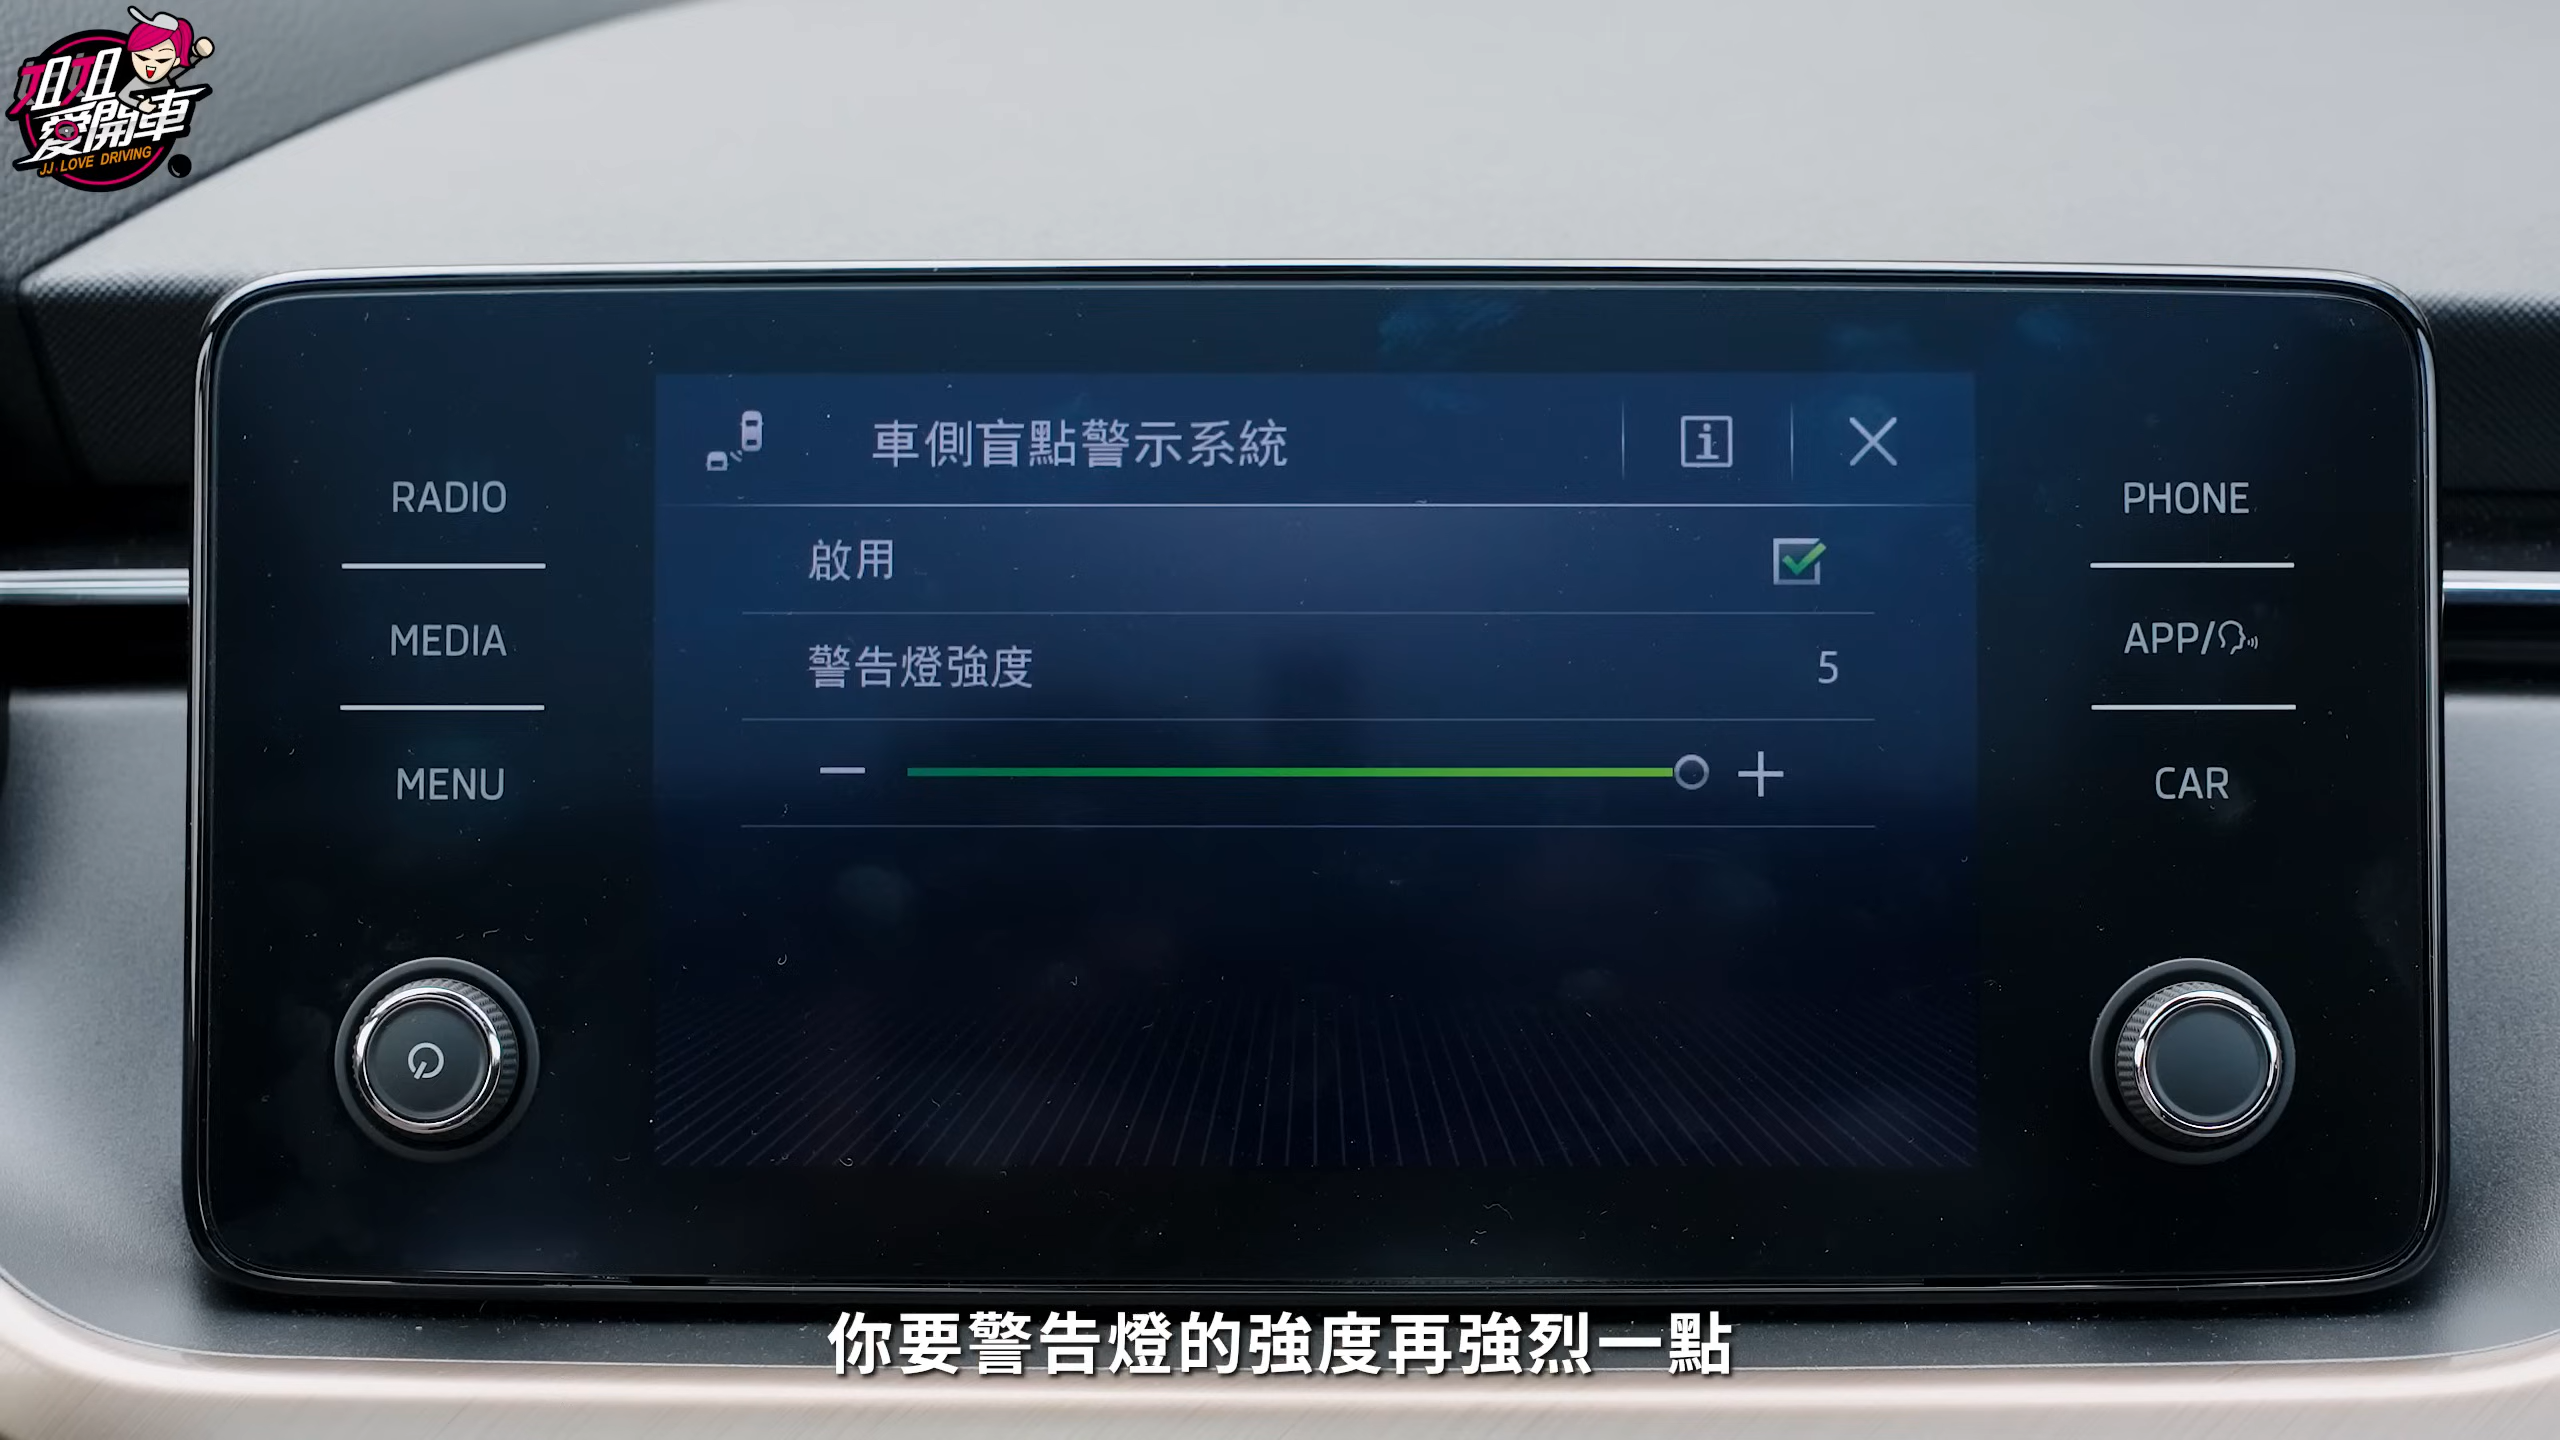 姐姐
愛開車
JJ LOVE DRIVING
車側盲點警示系統
RADIO
PHONE
啟用
MEDIA
APP/
警告燈強度 5
MENU
CAR
你要警告燈的強度再強烈一點